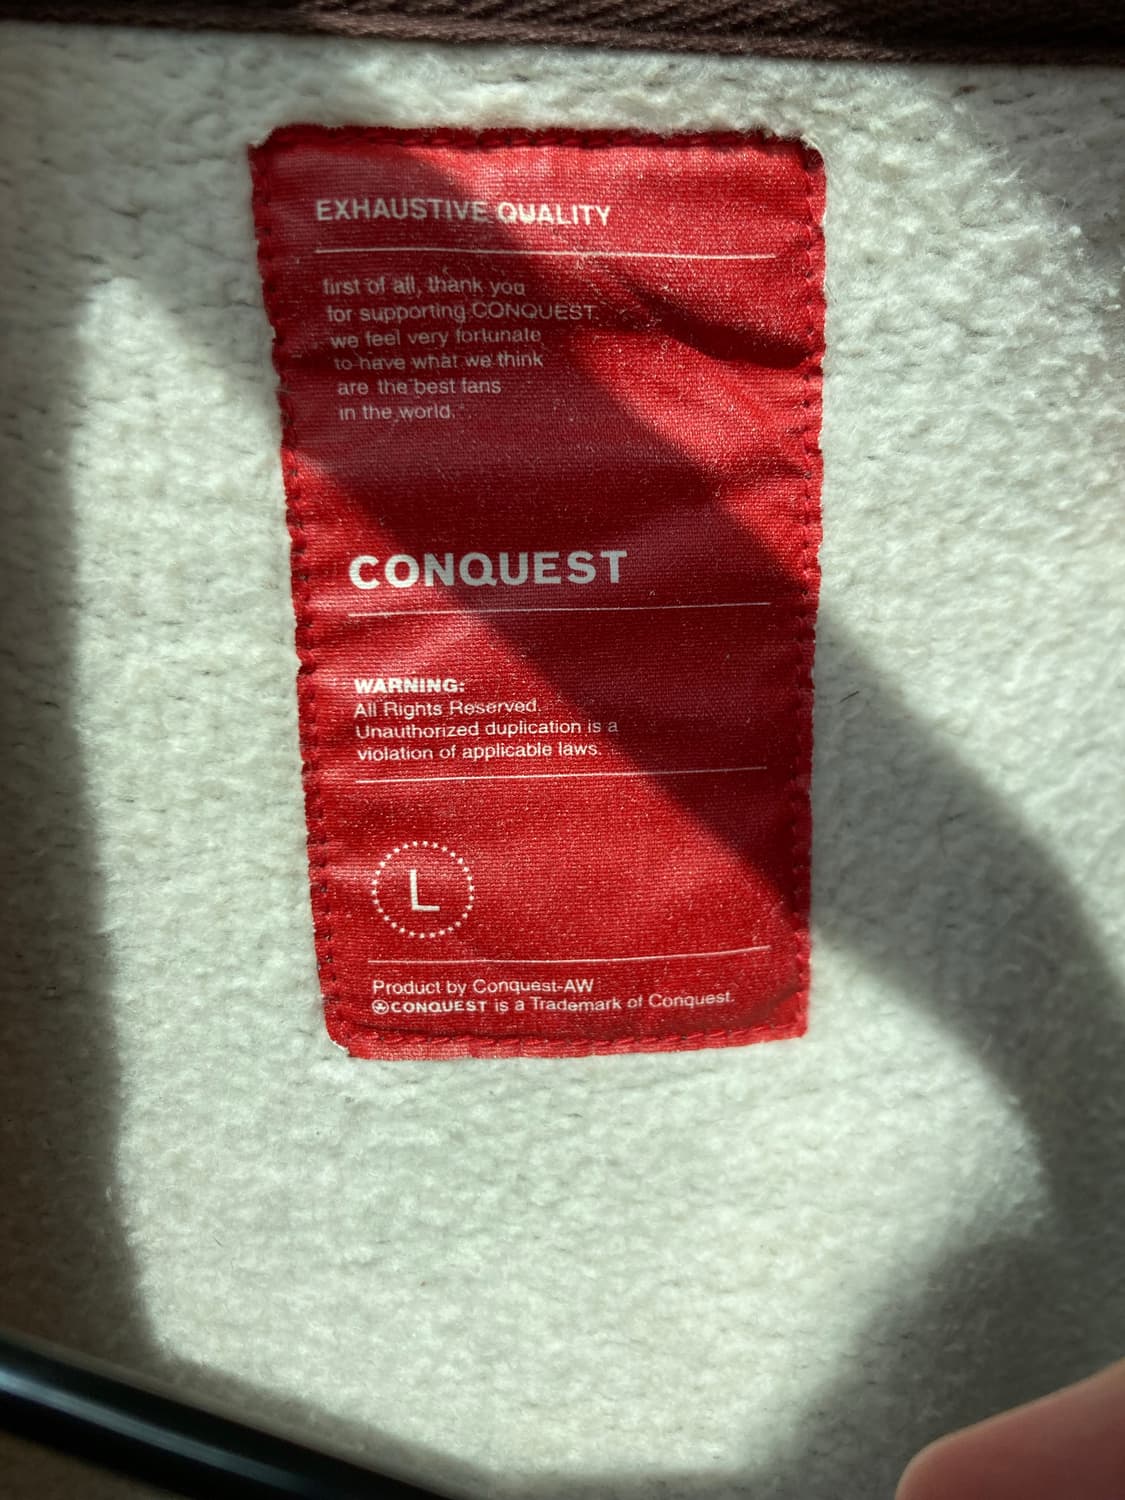 EXHAUSTIVE QUALITY
first of all, thank you
for supporting CONQUEST.
we feel very fortunate
to have what we think
are the best fans
in the world.
CONQUEST
WARNING:
All Rights Reserved.
Unauthorized duplication is a
violation of applicable laws.
L
Product by Conquest-AW
CONQUEST is a Trademark of Conquest.